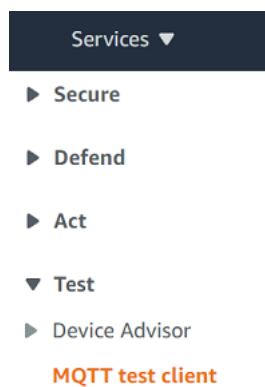 Services
Secure
Defend
Act
Test
Device Advisor
MQTT test client